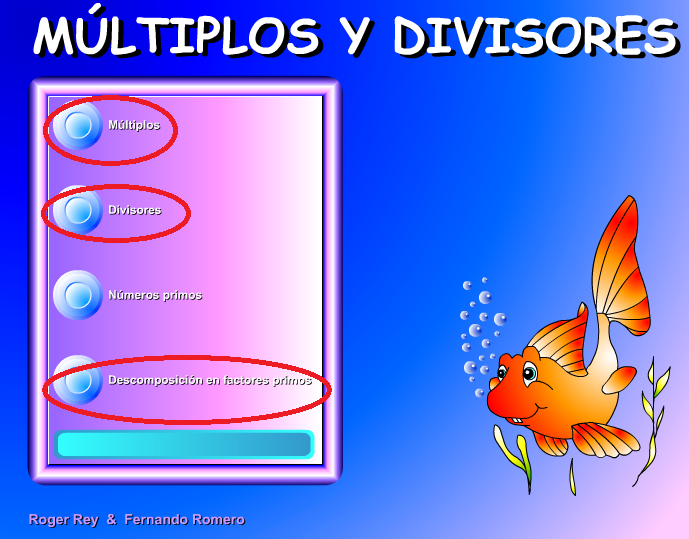 MÚLTIPLOS Y DIVISORES
Múltiplos
Divisores
Números primos
Descomposición en factores primos
Roger Rey & Fernando Romero